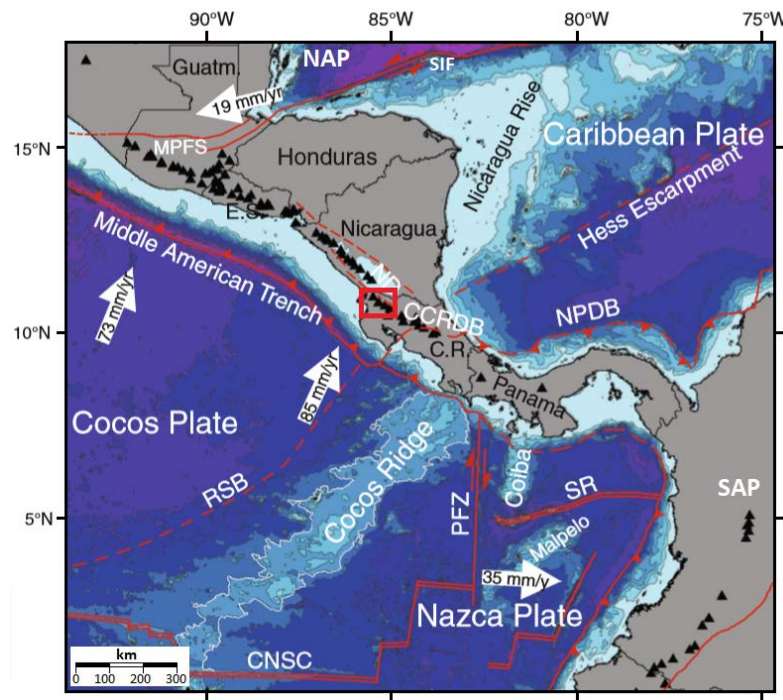 90°W
85°W
80°W
75°W
15°N
10°N
5°N
Guatm.
NAP
SIF
19 mm/yr
MPFS
Honduras
Nicaragua Rise
Caribbean Plate
E.S.
Nicaragua
Hess Escarpment
Middle American Trench
ND
73 mm/yr
CCRDB
NPDB
C.R.
85 mm/yr
Panama
Cocos Plate
RSB
Cocos Ridge
PFZ
Coiba
SR
SAP
Malpelo
35 mm/y
Nazca Plate
CNSC
km
0 100 200 300